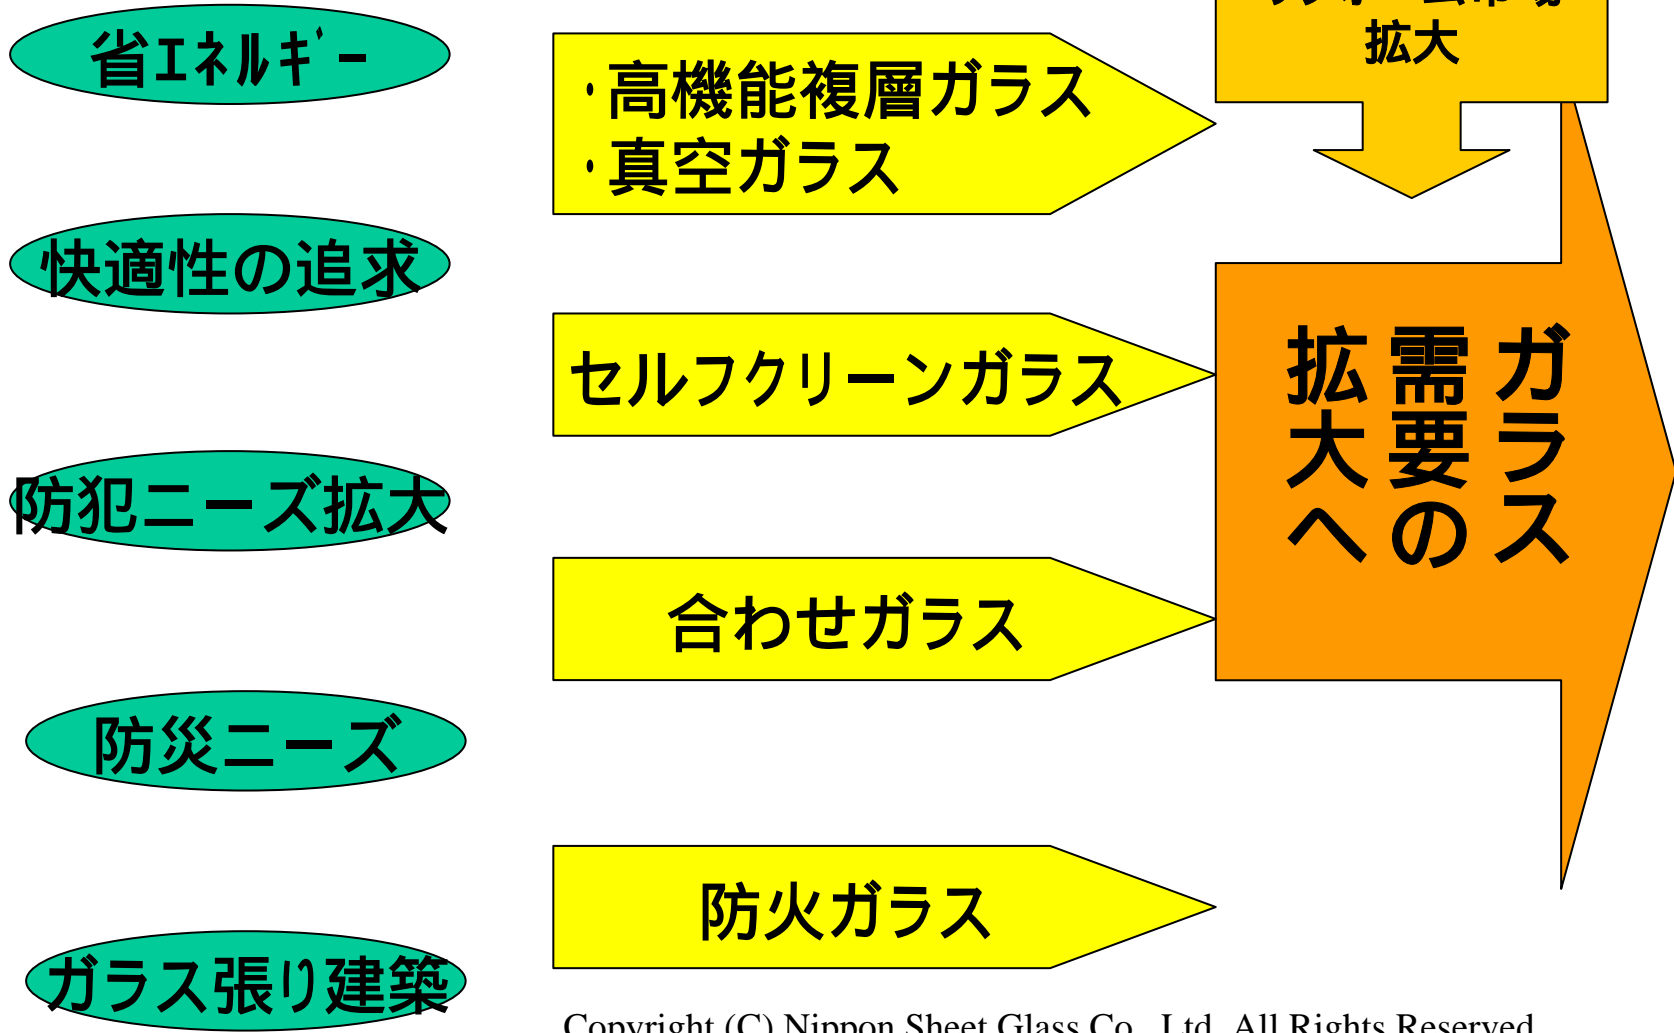 省エネルギー
快適性の追求
防犯ニーズ拡大
防災ニーズ
ガラス張り建築
・高機能複層ガラス
・真空ガラス
セルフクリーンガラス
合わせガラス
防火ガラス
拡大
ガラス
需要の
拡大へ
Copyright (C) Nippon Sheet Glass Co., Ltd. All Rights Reserved